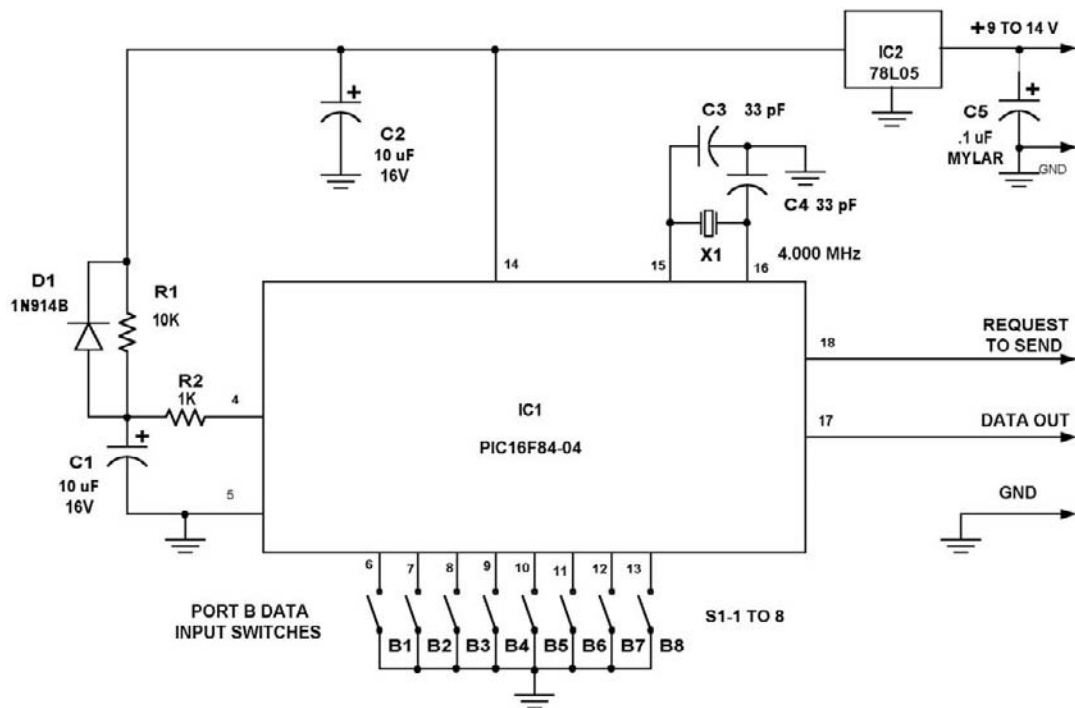 +9 TO 14 V
IC2
78L05
C3 33 pF
+
C2
10 uF
16V
+
C5
.1 uF
MYLAR
GND
C4 33 pF
X1
4.000 MHz
14
15
16
D1
1N914B
R1
10K
R2
1K
4
+
C1
10 uF
16V
5
IC1
PIC16F84-04
18
REQUEST
TO SEND
17
DATA OUT
GND
6 7 8 9 10 11 12 13
PORT B DATA
INPUT SWITCHES
S1-1 TO 8
B1 B2 B3 B4 B5 B6 B7 B8